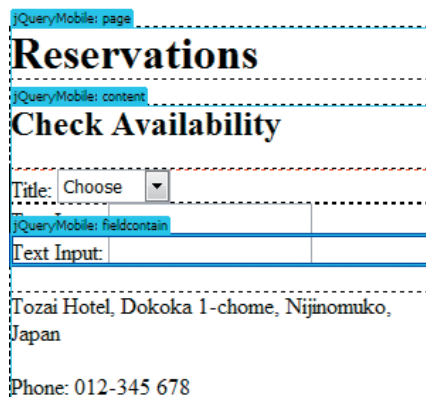 jQueryMobile: page
Reservations
jQueryMobile: content
Check Availability
Title: Choose
jQueryMobile: fieldcontain
Text Input:
Tozai Hotel, Dokoka 1-chome, Nijinomuko,
Japan
Phone: 012-345 678